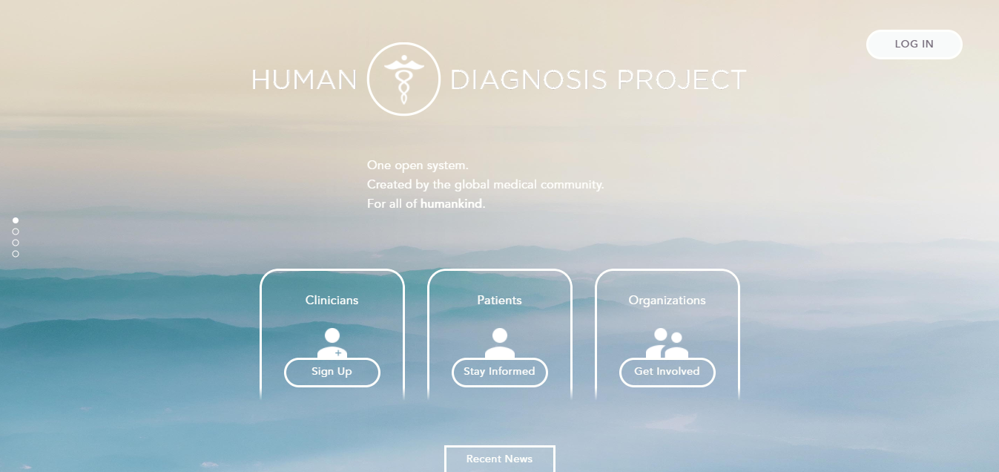 LOG IN
HUMAN DIAGNOSIS PROJECT
One open system.
Created by the global medical community.
For all of humankind.
Clinicians
Sign Up
Patients
Stay Informed
Organizations
Get Involved
Recent News